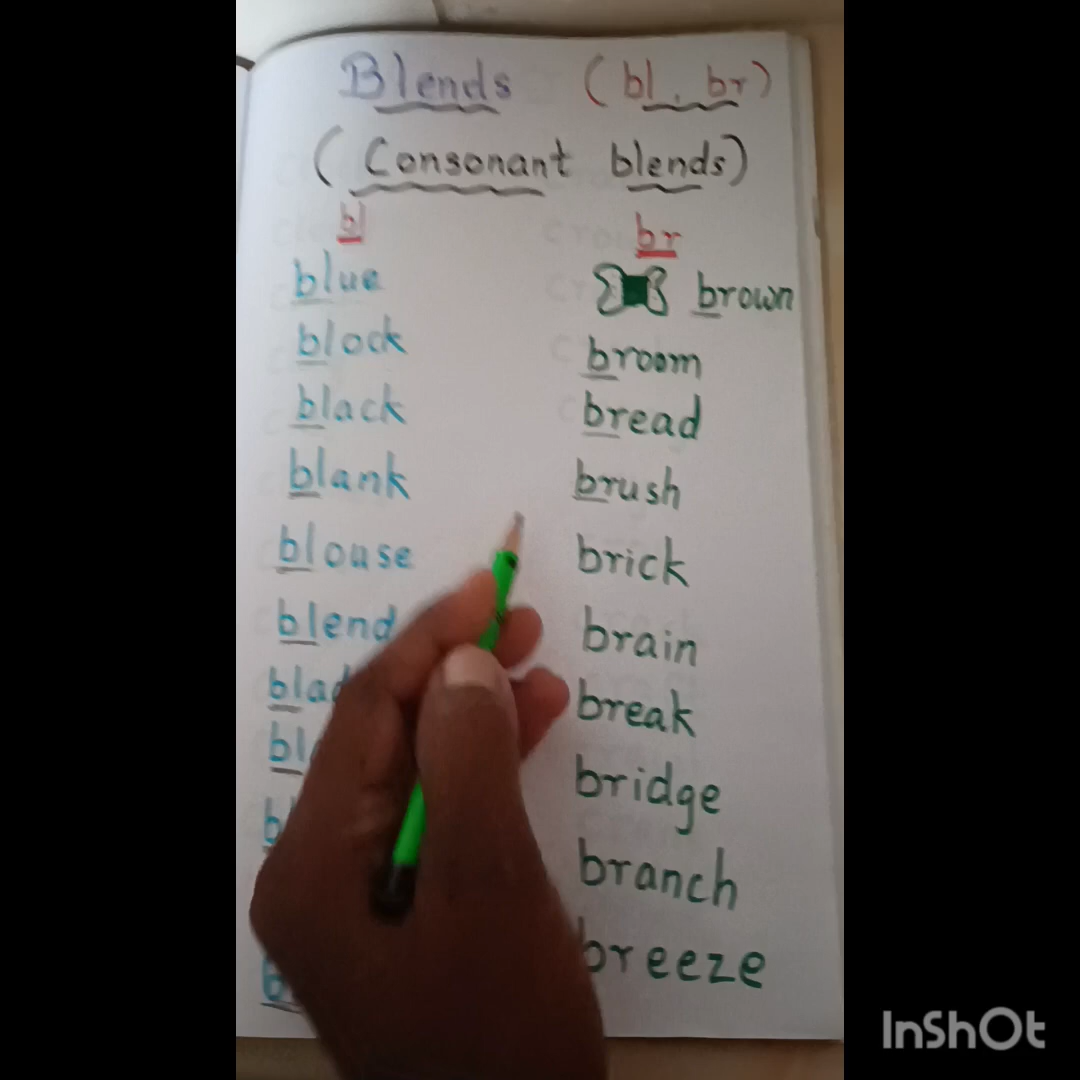 Blends (bl, br)
(Consonant blends)
bl br
blue brown
block broom
black bread
blank brush
blouse brick
blend brain
break
bridge
branch
breeze
InShOt